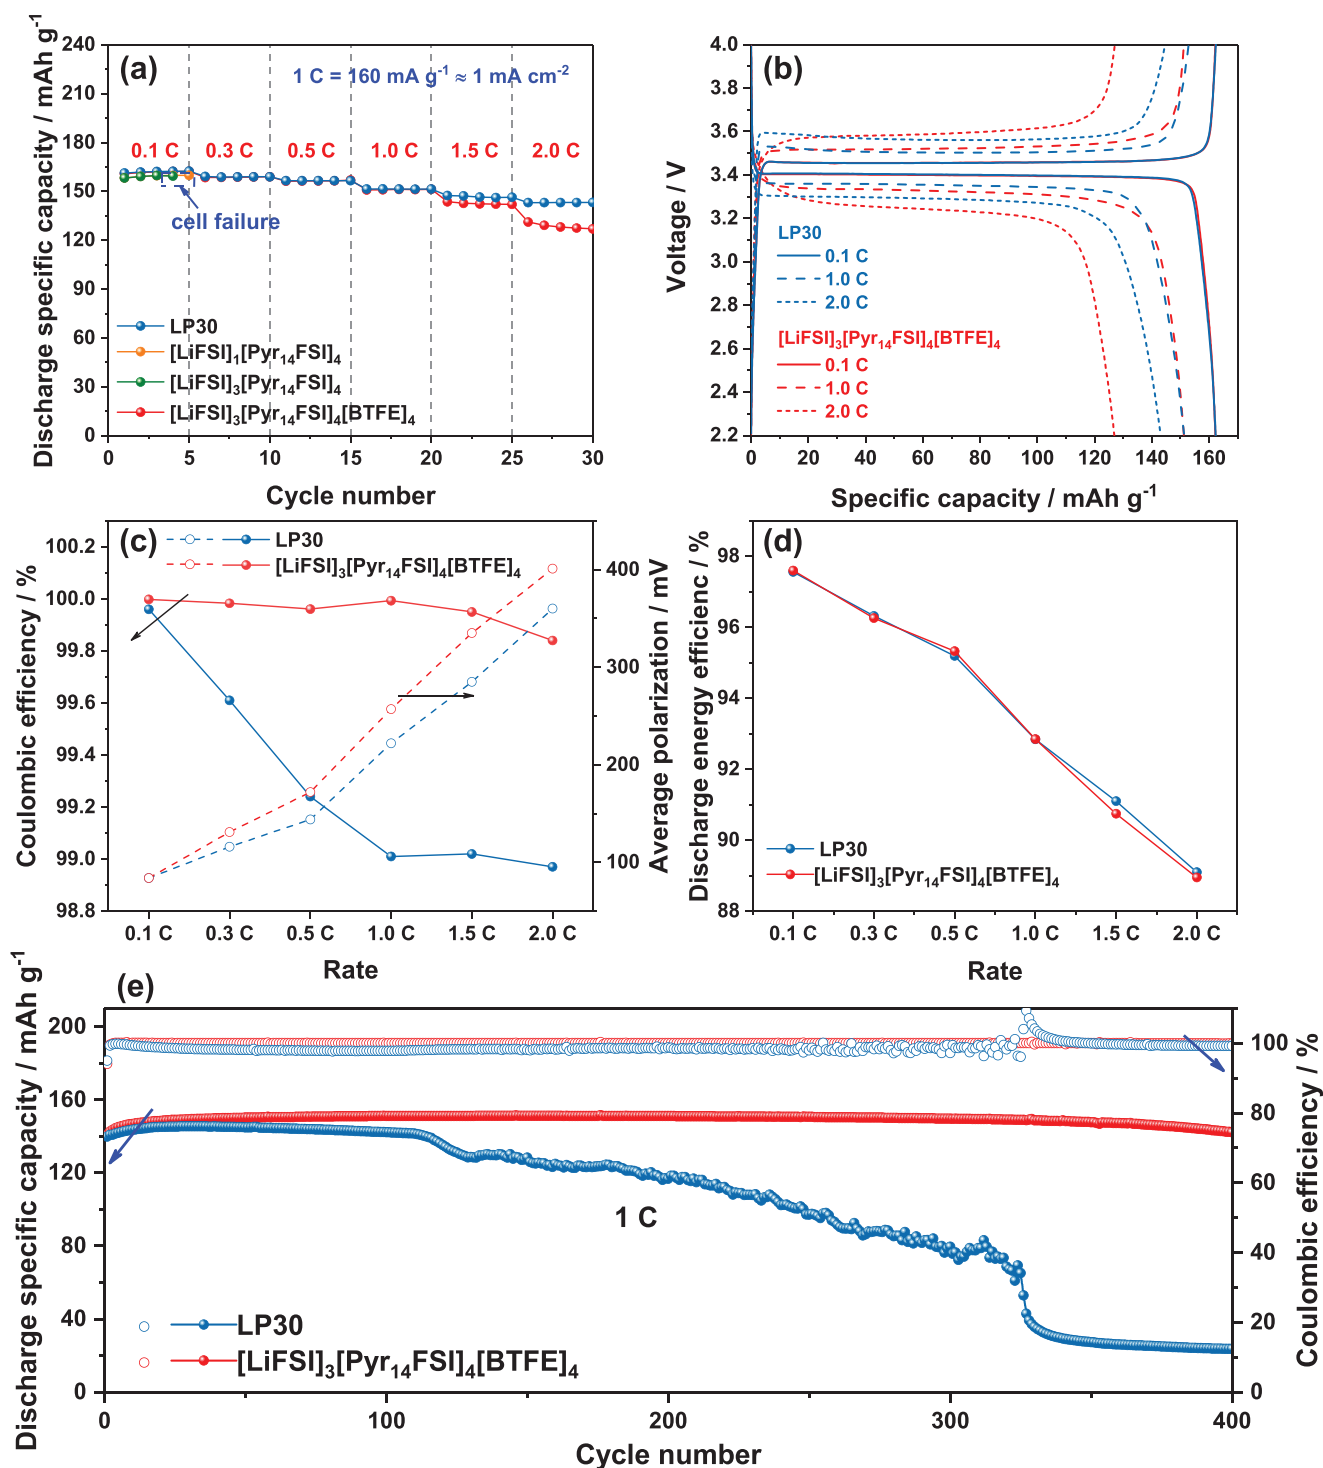 (a)
1 C = 160 mA g⁻¹ ≈ 1 mA cm⁻²
Discharge specific capacity / mAh g⁻¹
240
210
180
150
120
90
60
30
0
0.1 C 0.3 C 0.5 C 1.0 C 1.5 C 2.0 C
cell failure
LP30
[LiFSI]₁[Pyr₁₄FSI]₄
[LiFSI]₃[Pyr₁₄FSI]₄
[LiFSI]₃[Pyr₁₄FSI]₄[BTFE]₄
0 5 10 15 20 25 30
Cycle number
(b)
Voltage / V
4.0
3.8
3.6
3.4
3.2
3.0
2.8
2.6
2.4
2.2
LP30
0.1 C
1.0 C
2.0 C
[LiFSI]₃[Pyr₁₄FSI]₄[BTFE]₄
0.1 C
1.0 C
2.0 C
0 20 40 60 80 100 120 140 160
Specific capacity / mAh g⁻¹
(c)
LP30
[LiFSI]₃[Pyr₁₄FSI]₄[BTFE]₄
Coulombic efficiency / %
100.2
100.0
99.8
99.6
99.4
99.2
99.0
98.8
Average polarization / mV
400
300
200
100
0.1 C 0.3 C 0.5 C 1.0 C 1.5 C 2.0 C
Rate
(d)
Discharge energy efficienc / %
98
96
94
92
90
88
LP30
[LiFSI]₃[Pyr₁₄FSI]₄[BTFE]₄
0.1 C 0.3 C 0.5 C 1.0 C 1.5 C 2.0 C
Rate
(e)
Discharge specific capacity / mAh g⁻¹
200
160
120
80
40
0
1 C
LP30
[LiFSI]₃[Pyr₁₄FSI]₄[BTFE]₄
Coulombic efficiency / %
100
80
60
40
20
0
0 100 200 300 400
Cycle number